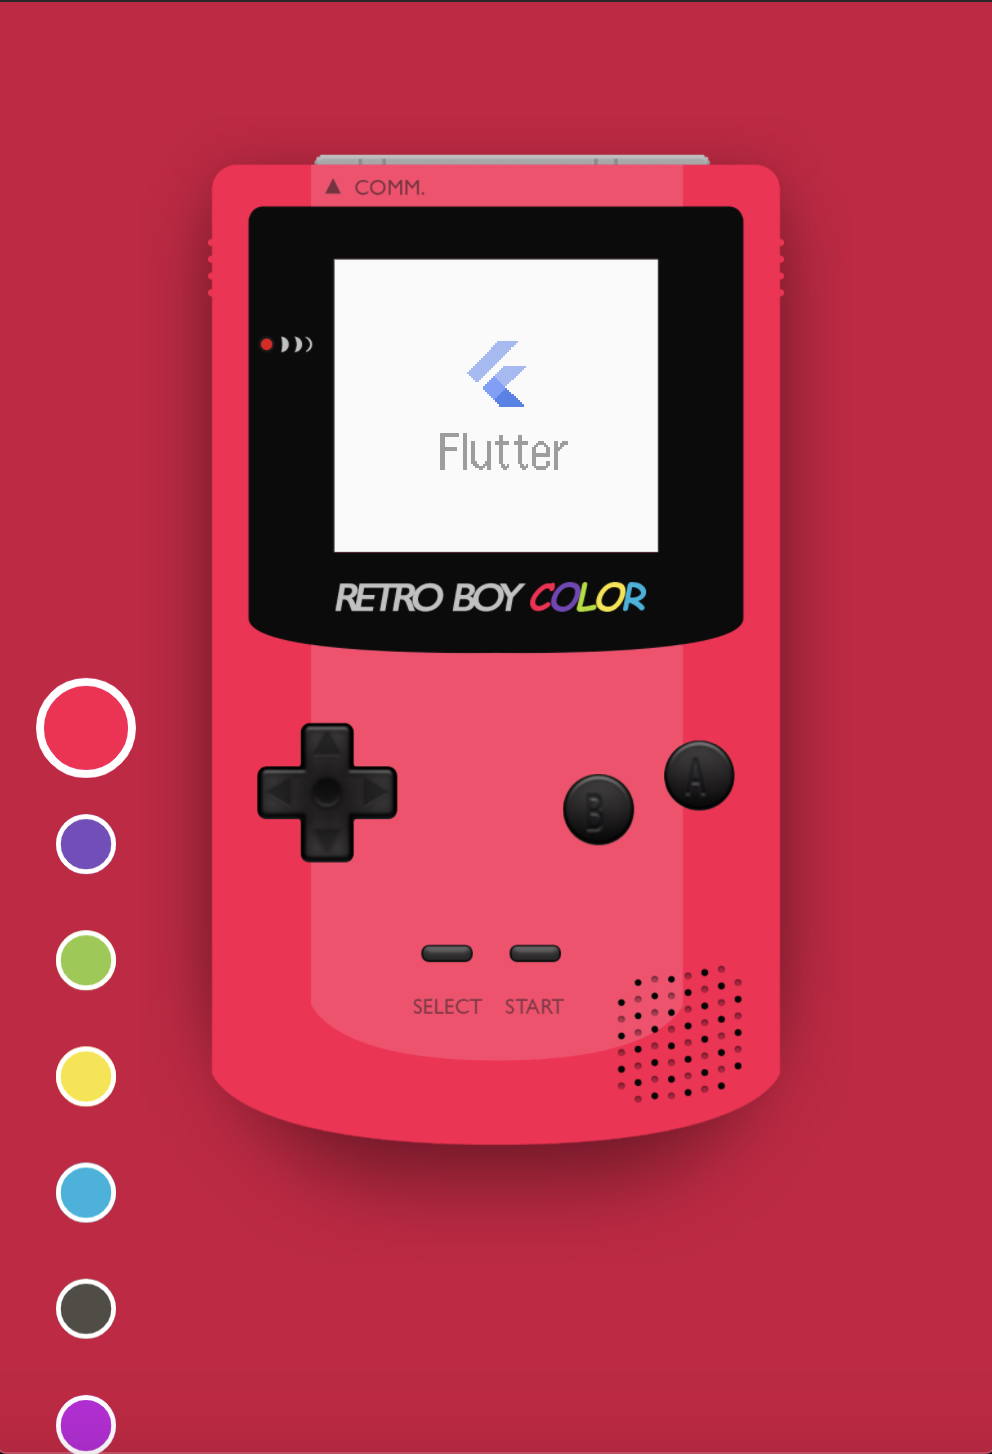 ▲ COMM.
Flutter
RETRO BOY COLOR
A
B
SELECT START